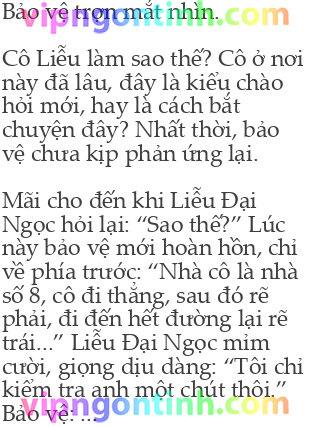 Bảo vệ trợn mắt nhìn.
vipngontinh.com
Cô Liễu làm sao thế? Cô ở nơi
này đã lâu, đây là kiểu chào
hỏi mới, hay là cách bắt
chuyện đây? Nhất thời, bảo
vệ chưa kịp phản ứng lại.
Mãi cho đến khi Liễu Đại
Ngọc hỏi lại: “Sao thế?” Lúc
này bảo vệ mới hoàn hồn, chỉ
về phía trước: “Nhà cô là nhà
số 8, cô đi thẳng, sau đó rẽ
phải, đi đến hết đường lại rẽ
trái...” Liễu Đại Ngọc mỉm
cười, giọng dịu dàng: “Tôi chỉ
kiểm tra anh một chút thôi.”
Bảo vệ: ...
vipngontinh.com